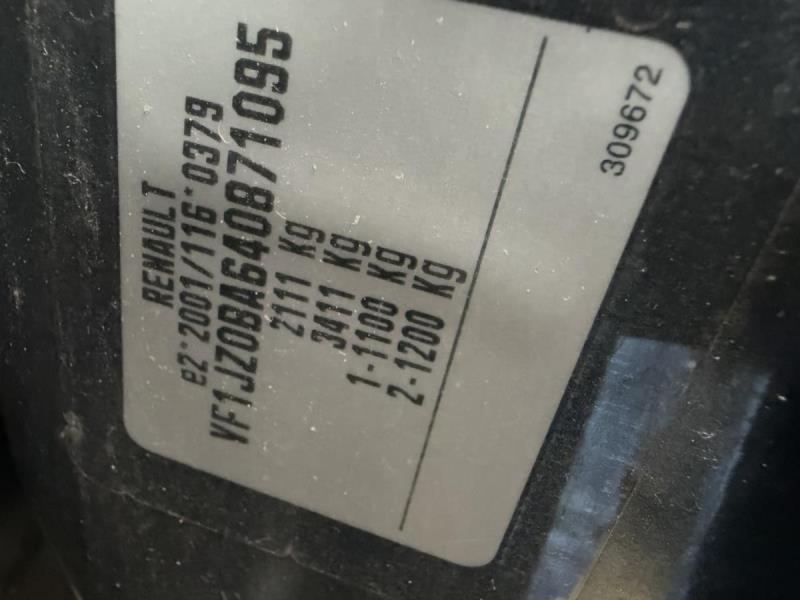 RENAULT
e2*2001/116*0379
VF1JZ0BA640871095
2111 Kg
3411 Kg
1-1100 Kg
2-1200 Kg
309672